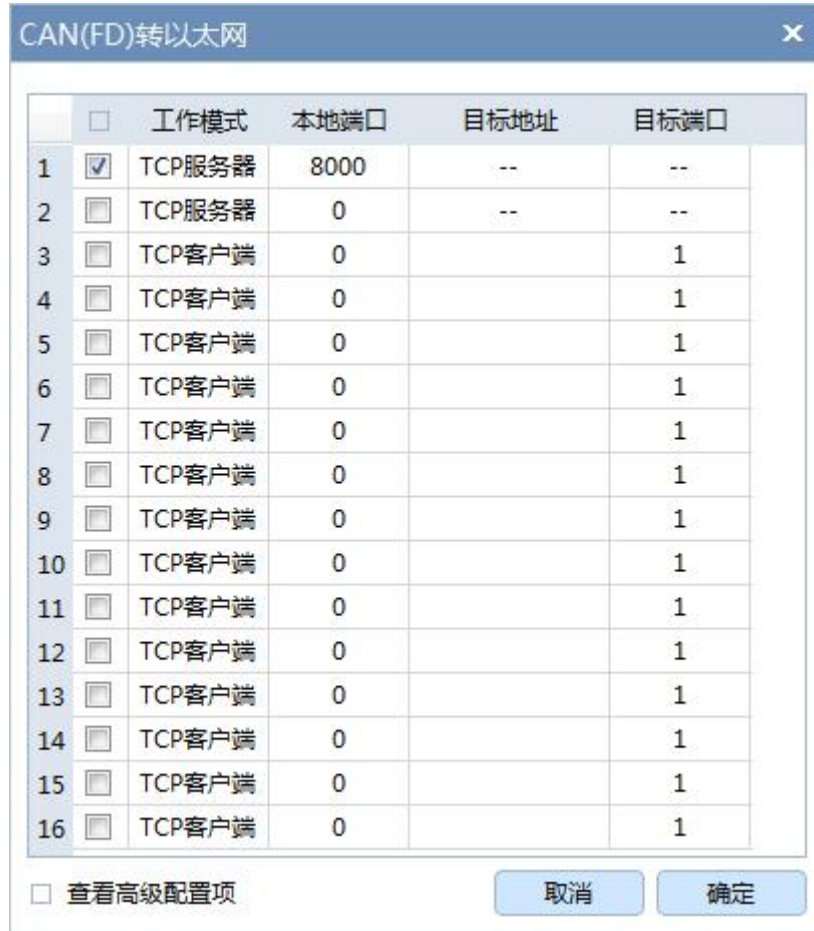 CAN(FD)转以太网
工作模式 本地端口 目标地址 目标端口
1 TCP服务器 8000 -- --
2 TCP服务器 0 -- --
3 TCP客户端 0 1
4 TCP客户端 0 1
5 TCP客户端 0 1
6 TCP客户端 0 1
7 TCP客户端 0 1
8 TCP客户端 0 1
9 TCP客户端 0 1
10 TCP客户端 0 1
11 TCP客户端 0 1
12 TCP客户端 0 1
13 TCP客户端 0 1
14 TCP客户端 0 1
15 TCP客户端 0 1
16 TCP客户端 0 1
查看高级配置项 取消 确定